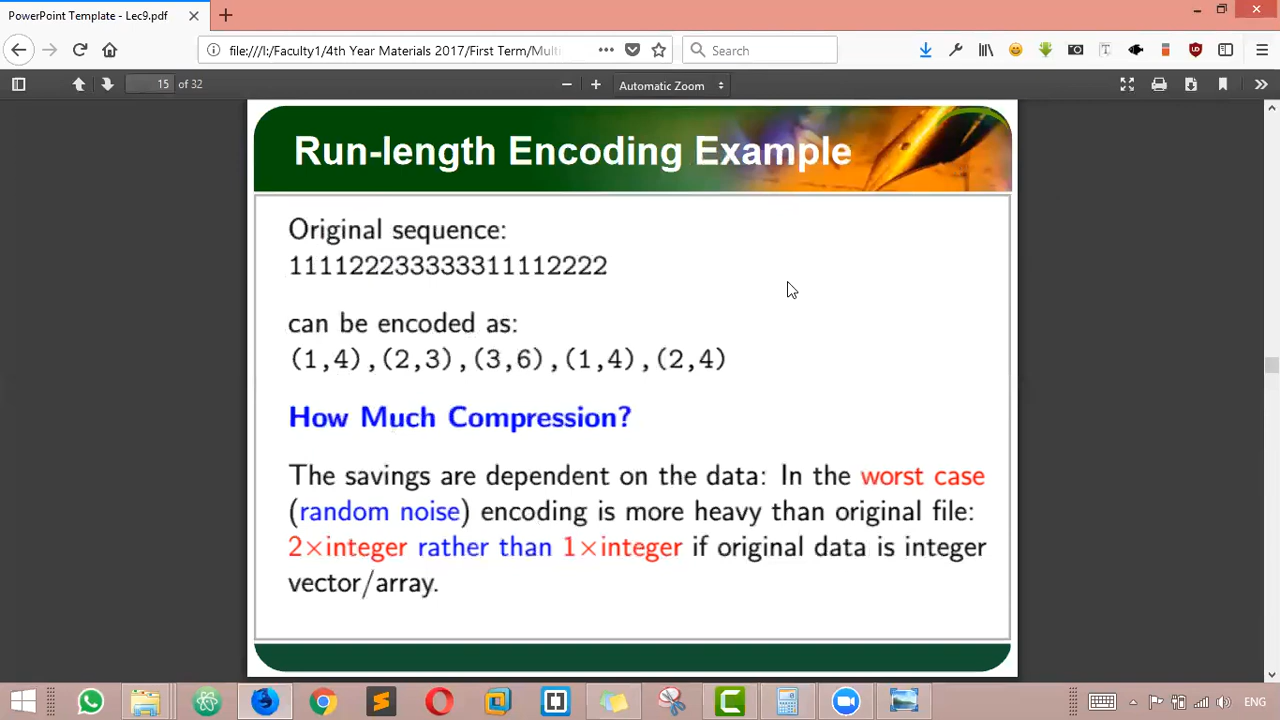 PowerPoint Template - Lec9.pdf
file:///I:/Faculty1/4th Year Materials 2017/First Term/Mult
Search
15 of 32
Automatic Zoom
Run-length Encoding Example
Original sequence:
111122233333311112222
can be encoded as:
(1,4),(2,3),(3,6),(1,4),(2,4)
How Much Compression?
The savings are dependent on the data: In the worst case
(random noise) encoding is more heavy than original file:
2×integer rather than 1×integer if original data is integer
vector/array.
ENG